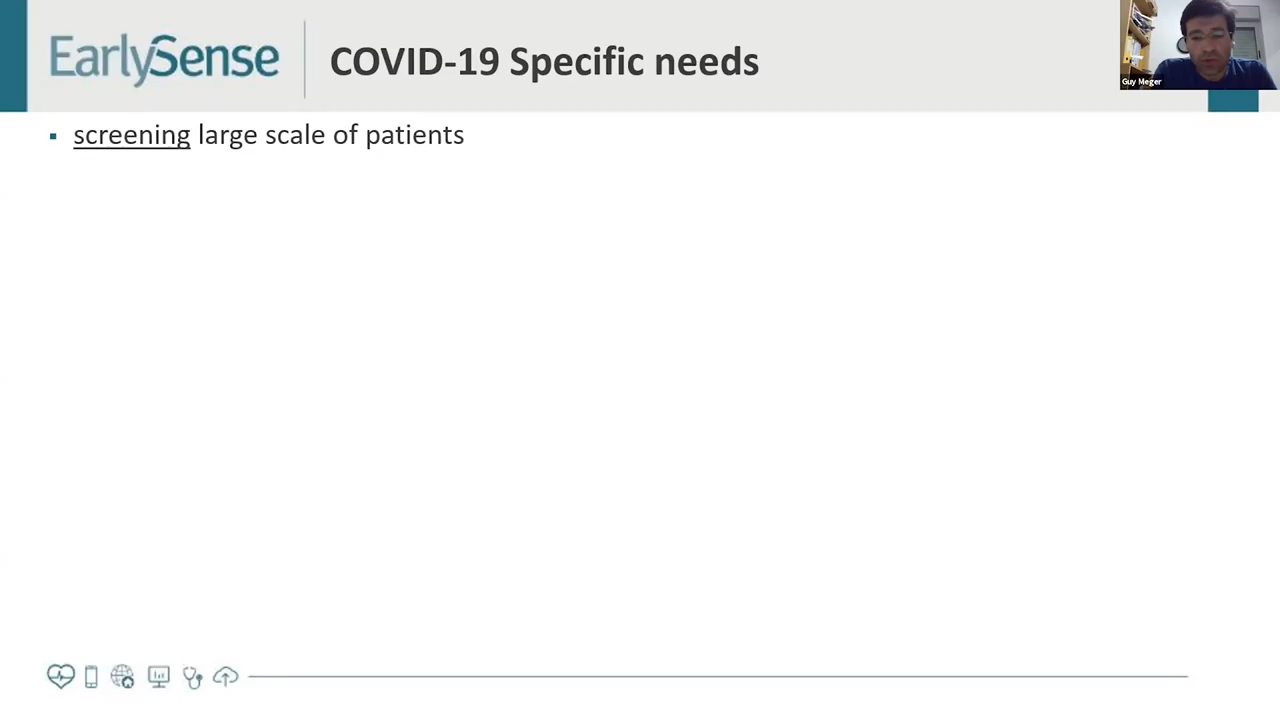 EarlySense
COVID-19 Specific needs
Guy Meger
screening large scale of patients